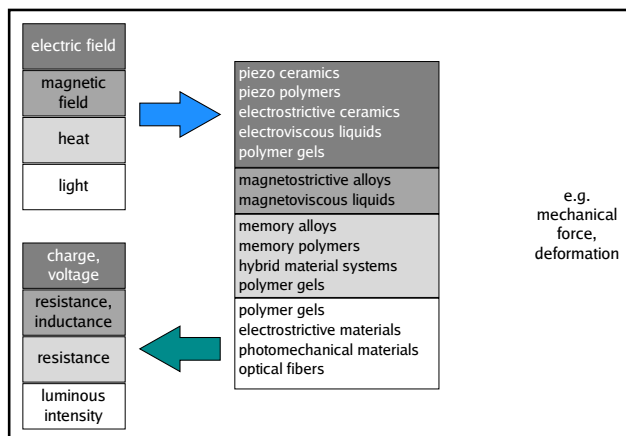 electric field
magnetic
field
heat
light
charge,
voltage
resistance,
inductance
resistance
luminous
intensity
piezo ceramics
piezo polymers
electrostrictive ceramics
electroviscous liquids
polymer gels
magnetostrictive alloys
magnetoviscous liquids
memory alloys
memory polymers
hybrid material systems
polymer gels
polymer gels
electrostrictive materials
photomechanical materials
optical fibers
e.g.
mechanical
force,
deformation